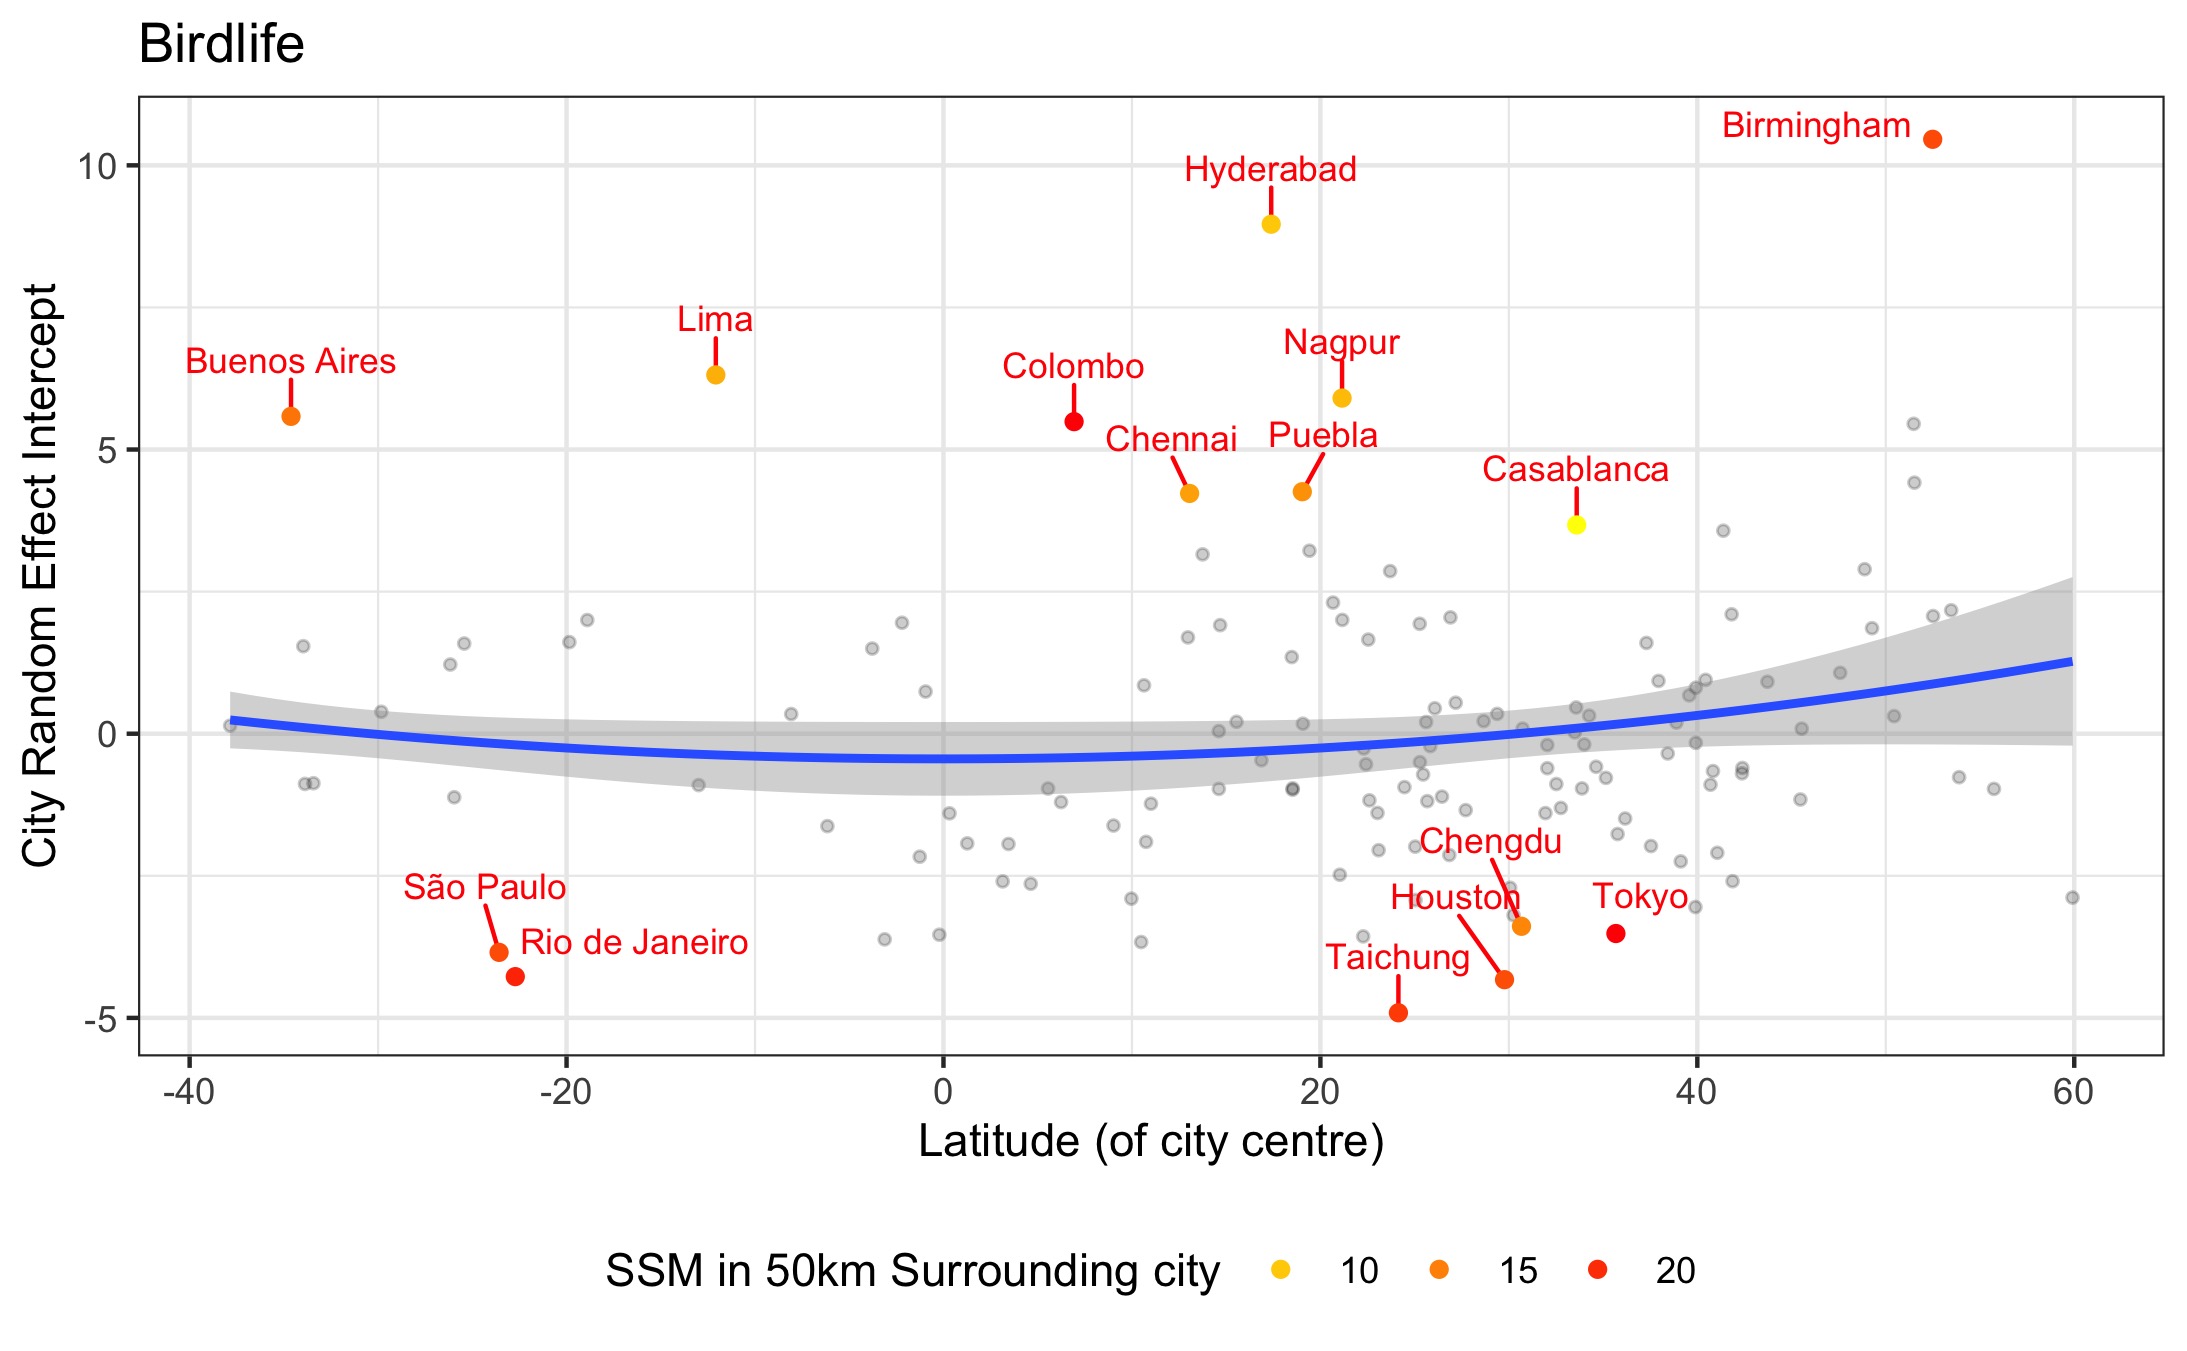 Birdlife
City Random Effect Intercept
10
5
0
-5
Birmingham
Hyderabad
Lima
Nagpur
Buenos Aires
Colombo
Chennai
Puebla
Casablanca
Chengdu
São Paulo
Houston
Tokyo
Rio de Janeiro
Taichung
-40
-20
0
20
40
60
Latitude (of city centre)
SSM in 50km Surrounding city
10
15
20